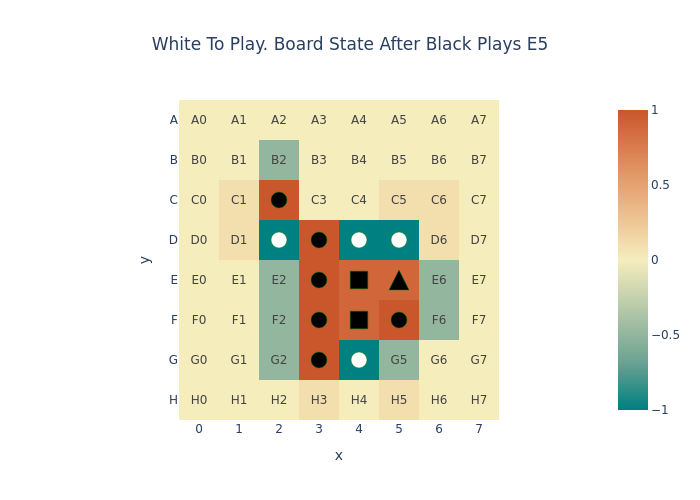 White To Play. Board State After Black Plays E5
A A0 A1 A2 A3 A4 A5 A6 A7 1
B B0 B1 B2 B3 B4 B5 B6 B7
C C0 C1 C3 C4 C5 C6 C7 0.5
D D0 D1 D6 D7
y E E0 E1 E2 E6 E7 0
F F0 F1 F2 F6 F7 −0.5
G G0 G1 G2 G5 G6 G7
H H0 H1 H2 H3 H4 H5 H6 H7 −1
0 1 2 3 4 5 6 7
x